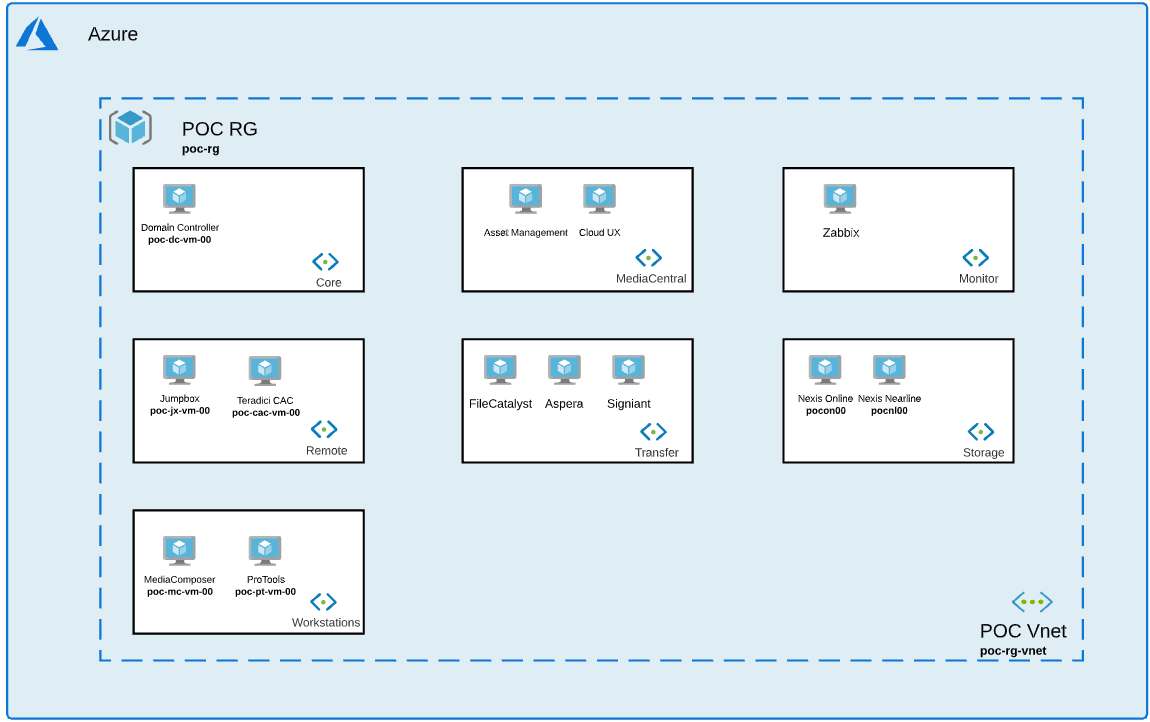 Azure
POC RG
poc-rg
Domain Controller
poc-dc-vm-00
Core
Asset Management
Cloud UX
MediaCentral
Zabbix
Monitor
Jumpbox
poc-jx-vm-00
Teradici CAC
poc-cac-vm-00
Remote
FileCatalyst
Aspera
Signiant
Transfer
Nexis Online
pocon00
Nexis Nearline
pocnl00
Storage
MediaComposer
poc-mc-vm-00
ProTools
poc-pt-vm-00
Workstations
POC Vnet
poc-rg-vnet